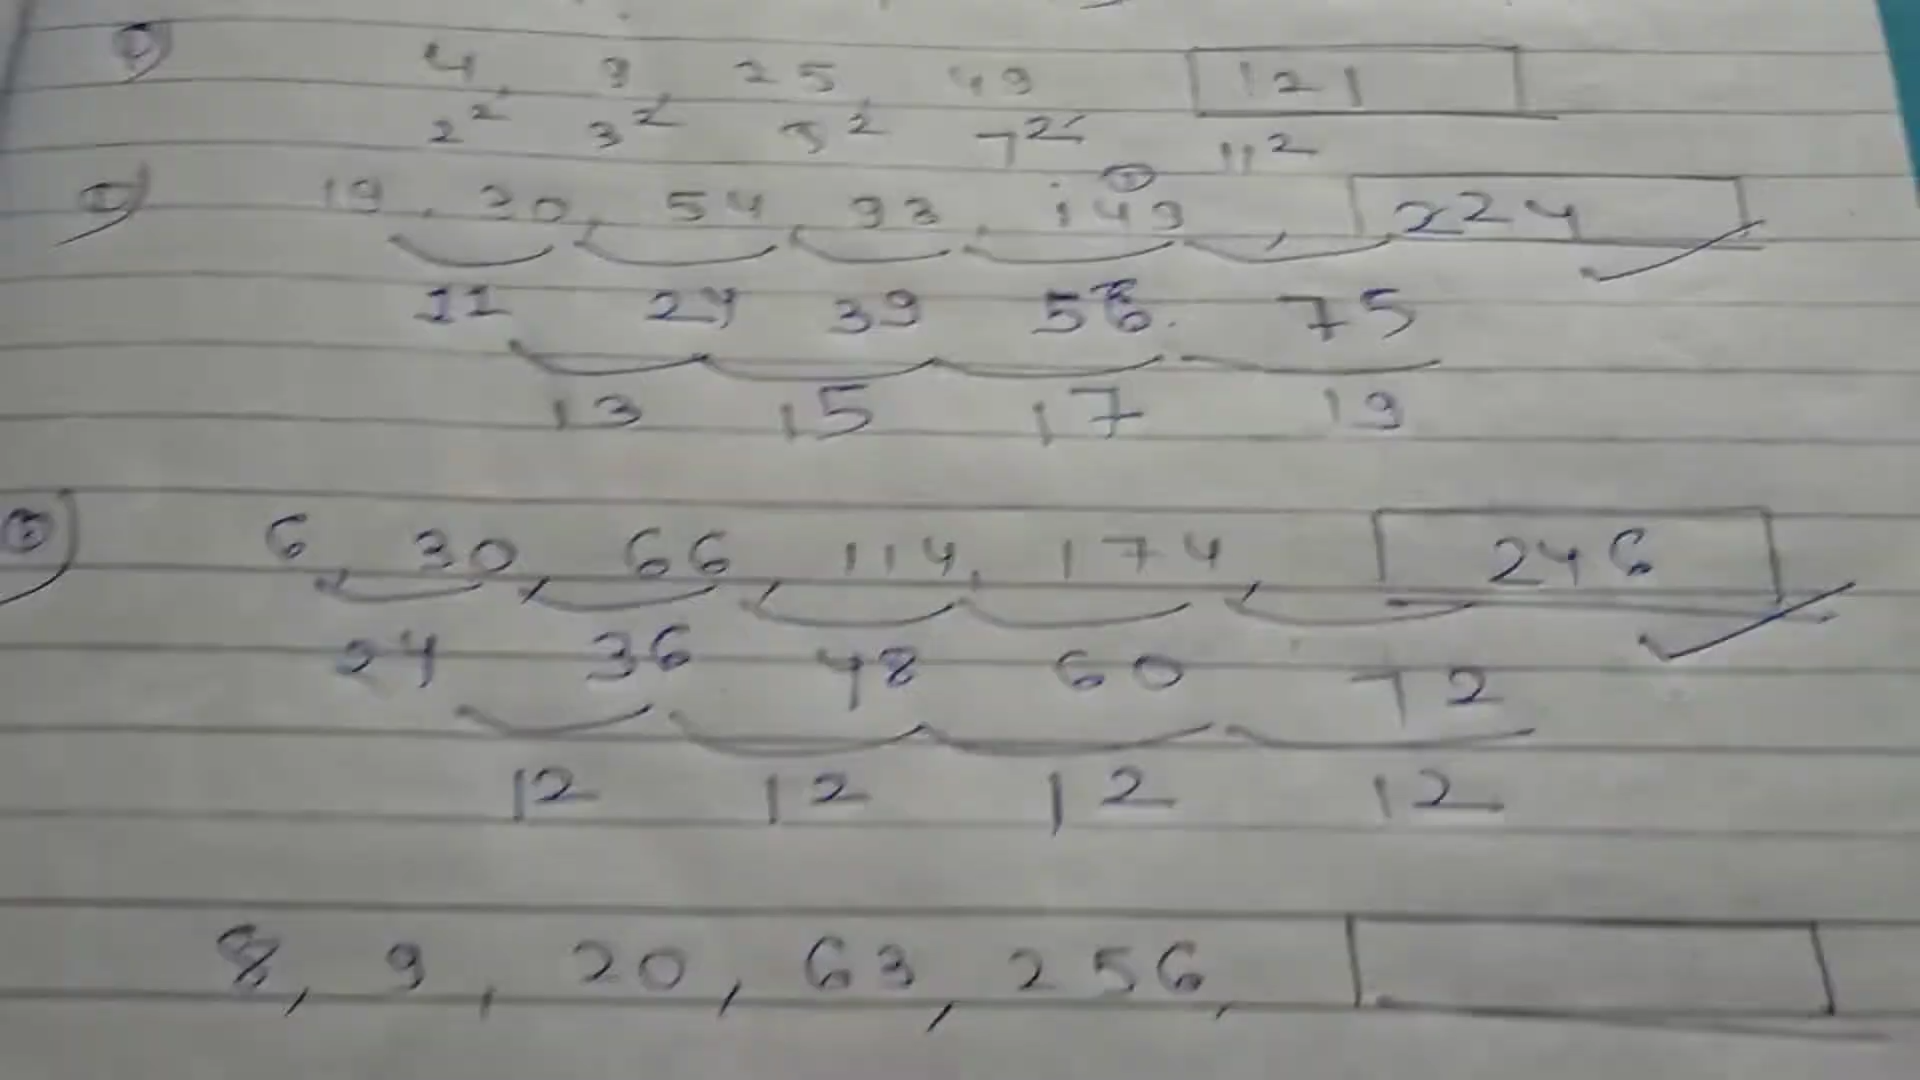 ① 4, 9, 25, 49 121
2² 3² 5² 7² 11²
19, 30, 54, 93, 149, 224
11 24 39 56 75
13 15 17 19
③ 6, 30, 66, 114, 174, 246
24 36 48 60 72
12 12 12 12
8, 9, 20, 63, 256,